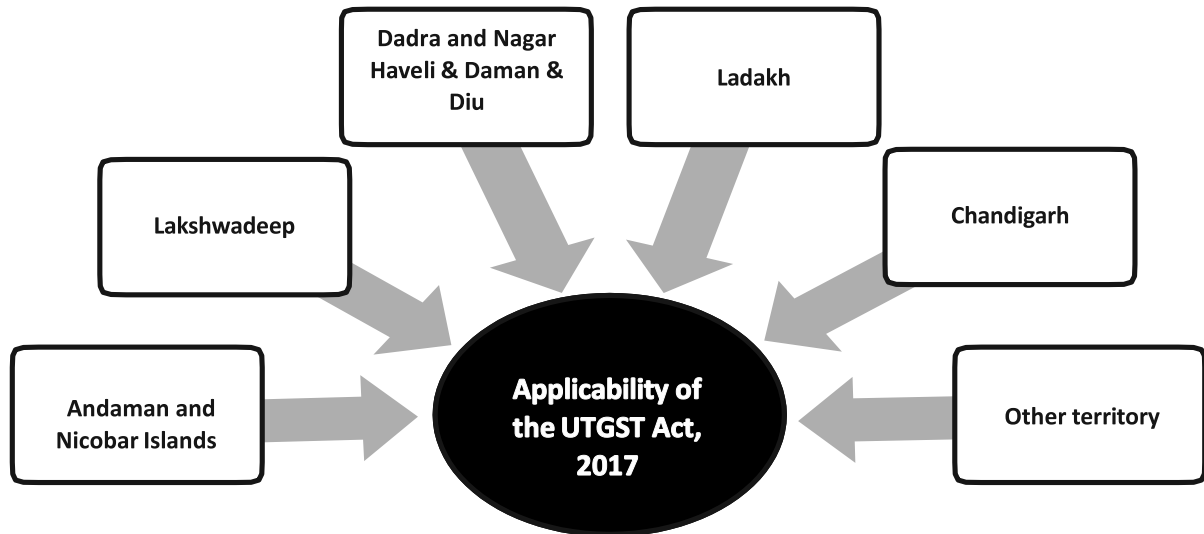 Dadra and Nagar
Haveli & Daman &
Diu
Ladakh
Lakshwadeep
Chandigarh
Andaman and
Nicobar Islands
Applicability of
the UTGST Act,
2017
Other territory